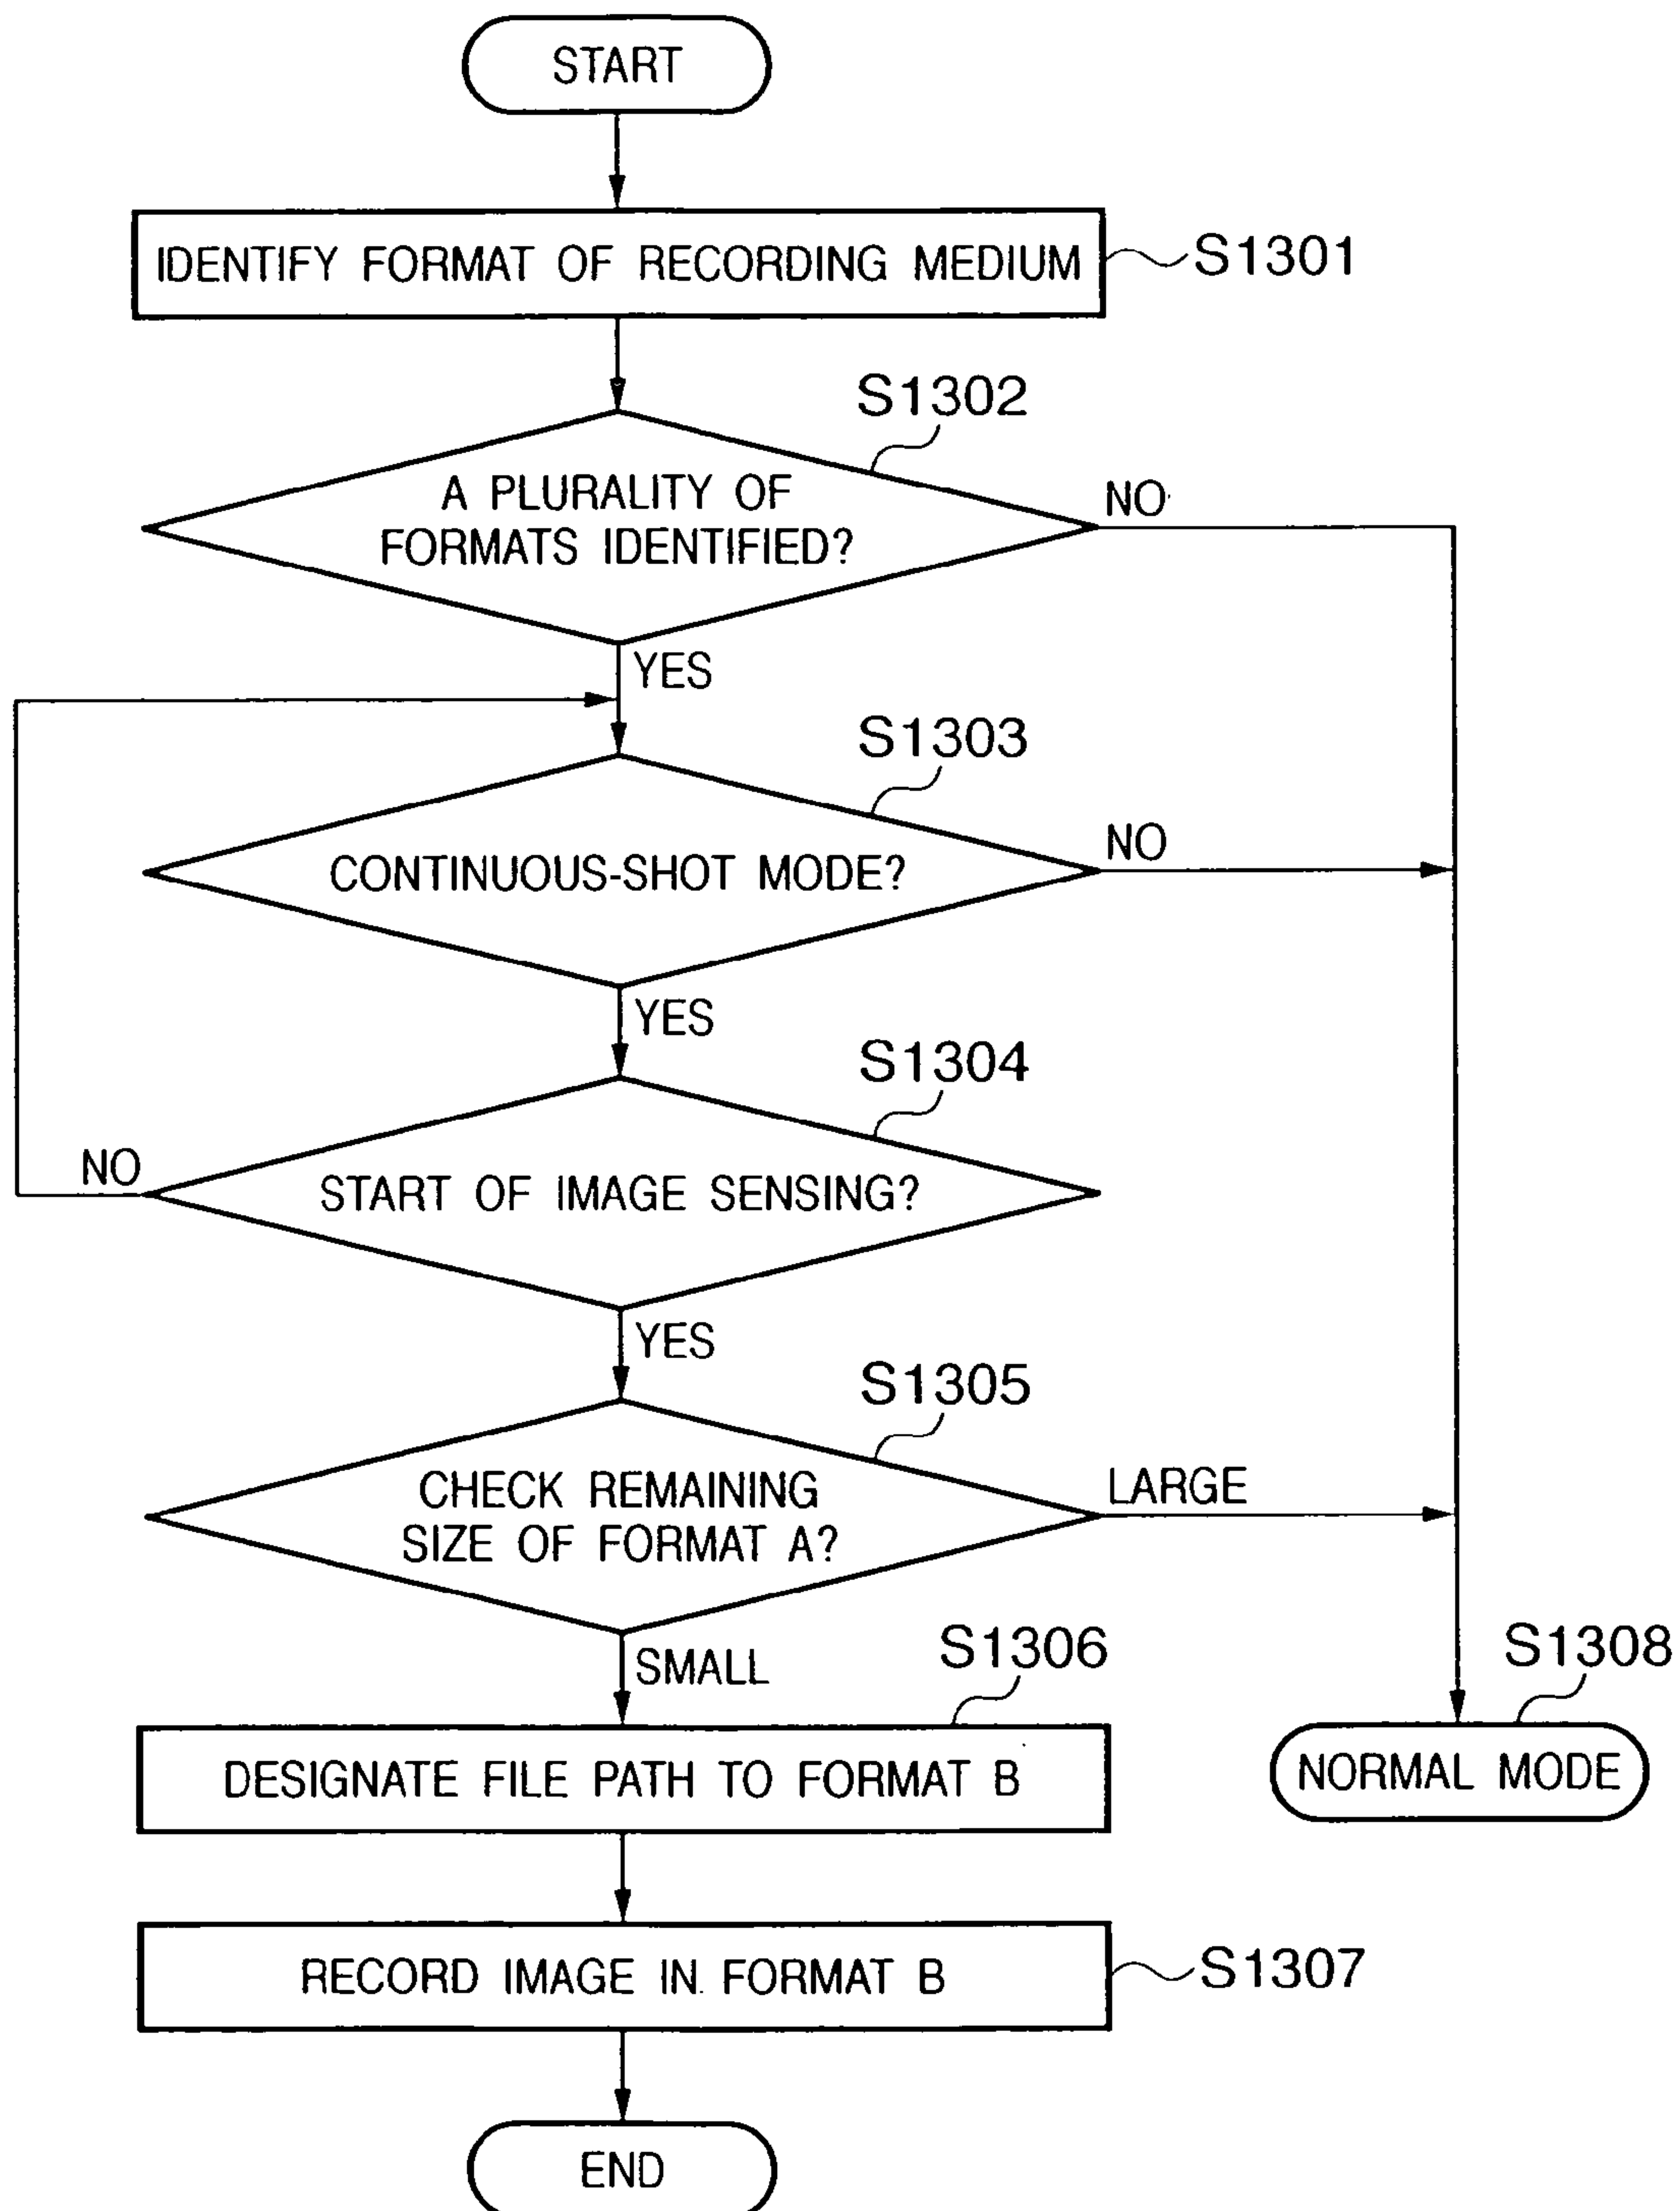 START
IDENTIFY FORMAT OF RECORDING MEDIUM
S1301
S1302
A PLURALITY OF
FORMATS IDENTIFIED?
NO
YES
S1303
CONTINUOUS-SHOT MODE?
NO
YES
S1304
START OF IMAGE SENSING?
NO
YES
S1305
CHECK REMAINING
SIZE OF FORMAT A?
LARGE
SMALL
S1306
DESIGNATE FILE PATH TO FORMAT B
S1308
NORMAL MODE
RECORD IMAGE IN FORMAT B
S1307
END